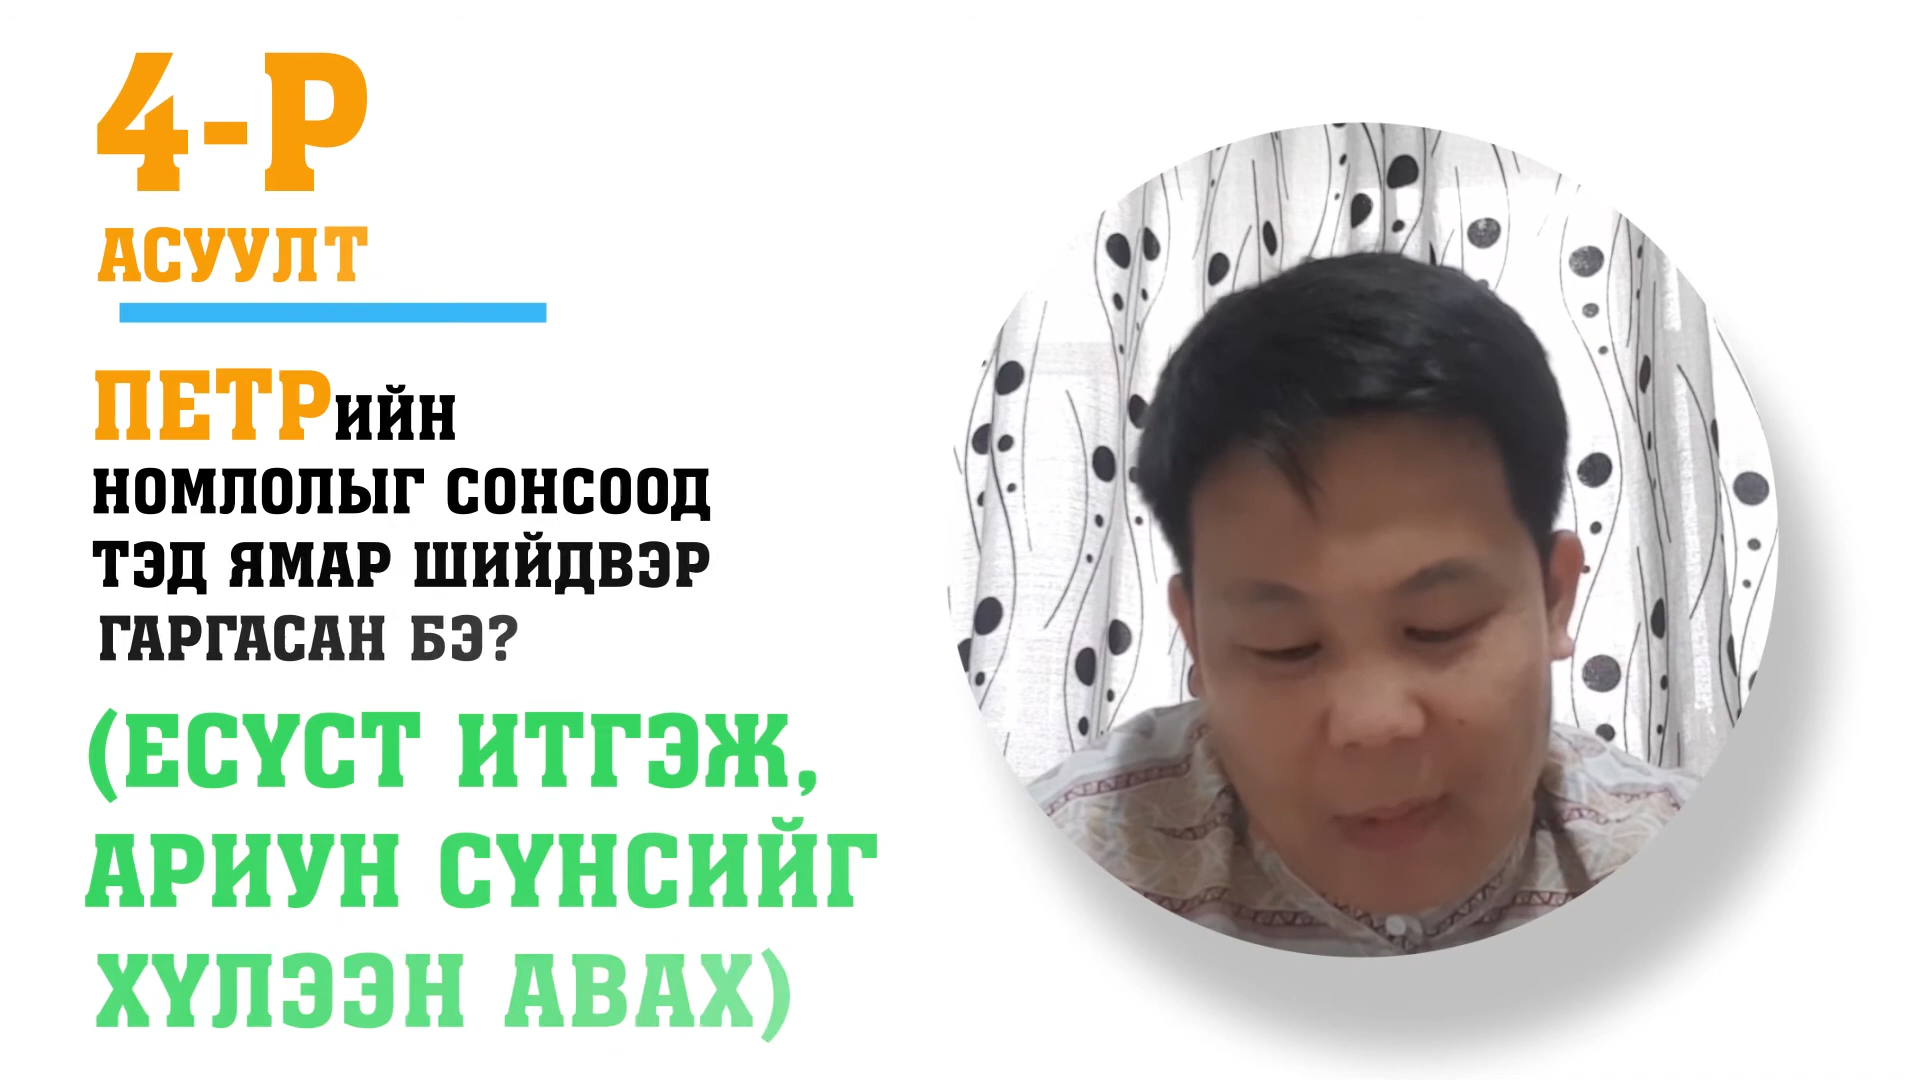 4-Р
АСУУЛТ
ПЕТРийн
НОМЛОЛЫГ СОНСООД
ТЭД ЯМАР ШИЙДВЭР
ГАРГАСАН БЭ?
(ЕСҮСТ ИТГЭЖ,
АРИУН СҮНСИЙГ
ХҮЛЭЭН АВАХ)